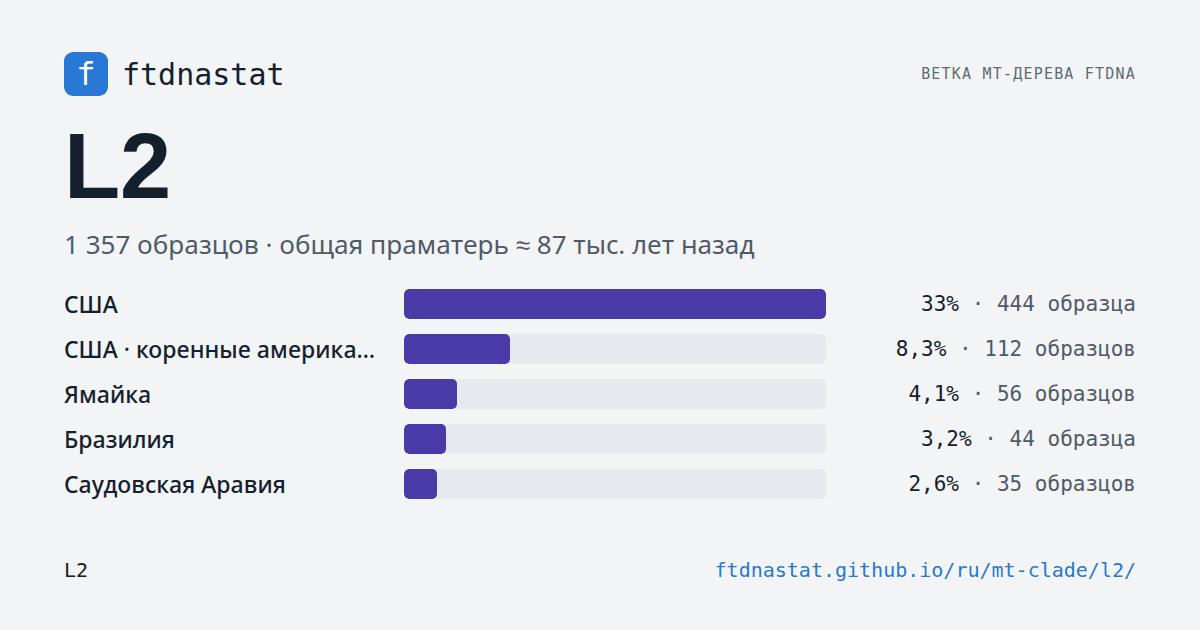 f ftdnastat
ВЕТКА МТ-ДЕРЕВА FTDNA
L2
1 357 образцов · общая праматерь ≈ 87 тыс. лет назад
США 33% · 444 образца
США · коренные америка… 8,3% · 112 образцов
Ямайка 4,1% · 56 образцов
Бразилия 3,2% · 44 образца
Саудовская Аравия 2,6% · 35 образцов
L2
ftdnastat.github.io/ru/mt-clade/l2/